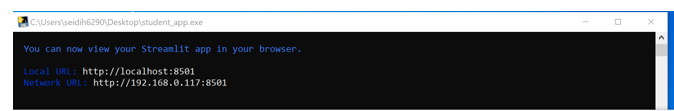 C:\Users\seidih6290\Desktop\student_app.exe
You can now view your Streamlit app in your browser.
Local URL: http://localhost:8501
Network URL: http://192.168.0.117:8501